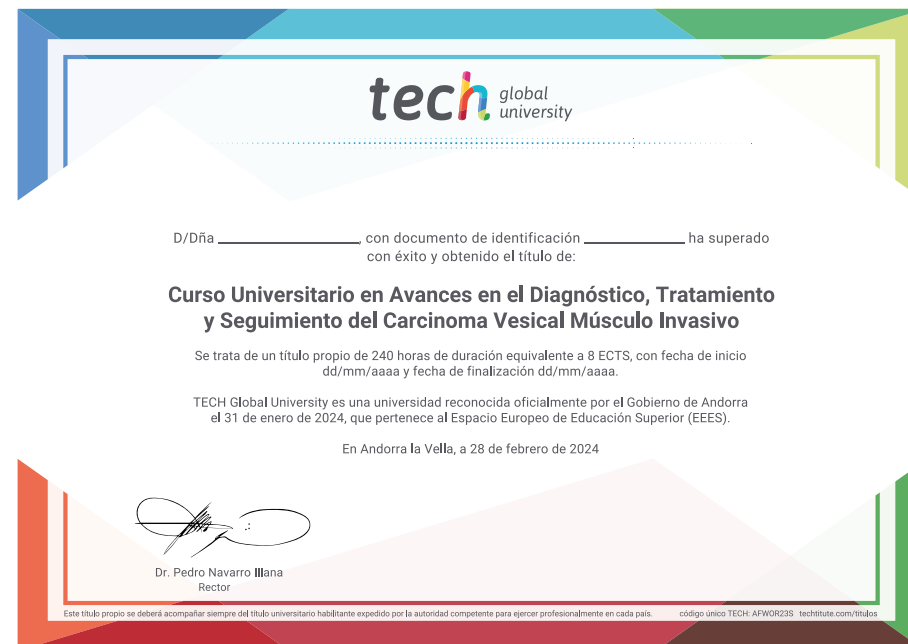 tech global university
D/Dña ____________, con documento de identificación ____________ ha superado
con éxito y obtenido el título de:
Curso Universitario en Avances en el Diagnóstico, Tratamiento
y Seguimiento del Carcinoma Vesical Músculo Invasivo
Se trata de un título propio de 240 horas de duración equivalente a 8 ECTS, con fecha de inicio
dd/mm/aaaa y fecha de finalización dd/mm/aaaa.
TECH Global University es una universidad reconocida oficialmente por el Gobierno de Andorra
el 31 de enero de 2024, que pertenece al Espacio Europeo de Educación Superior (EEES).
En Andorra la Vella, a 28 de febrero de 2024
Dr. Pedro Navarro Illana
Rector
Este título propio se deberá acompañar siempre del título universitario habilitante expedido por la autoridad competente para ejercer profesionalmente en cada país. código único TECH: AFWOR23S techtitute.com/titulos